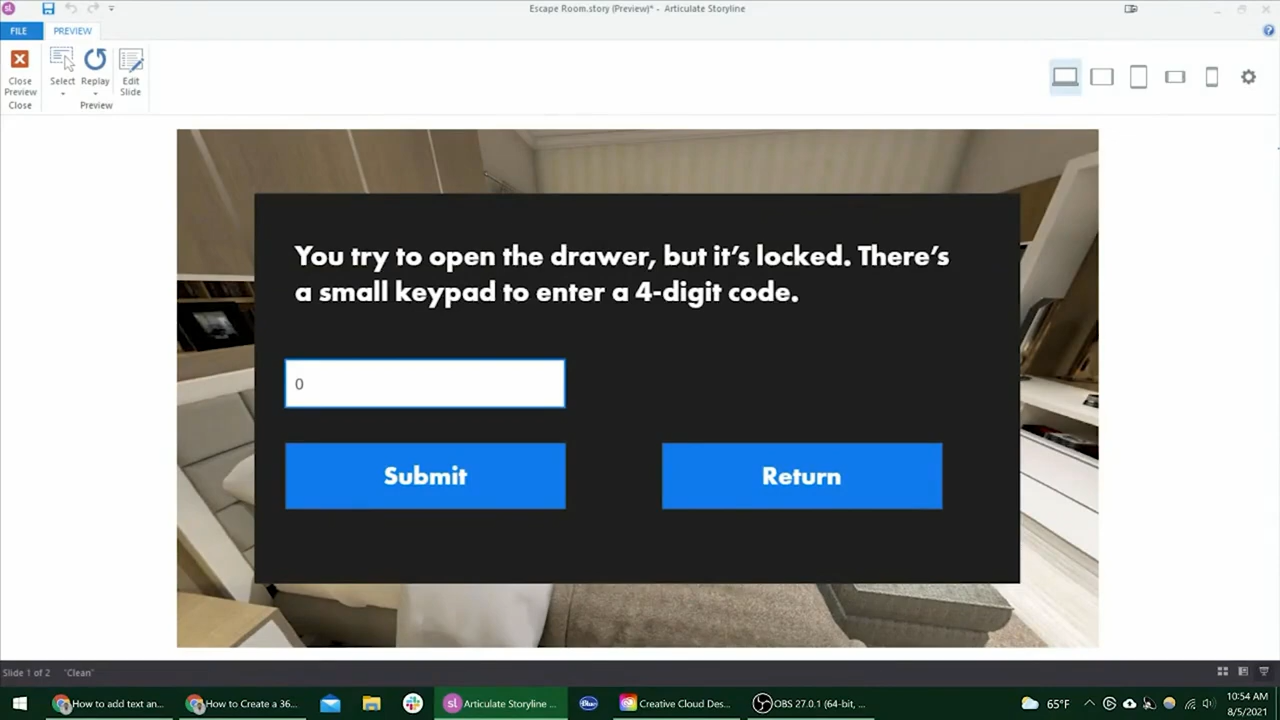 Escape Room.story (Preview)* - Articulate Storyline
FILE
PREVIEW
Close Preview
Select
Replay
Edit Slide
Close
Preview
You try to open the drawer, but it's locked. There's
a small keypad to enter a 4-digit code.
0
Submit
Return
Slide 1 of 2
"Clean"
How to add text an...
How to Create a 36...
Articulate Storyline ...
Creative Cloud Des...
OBS 27.0.1 (64-bit, ...
65°F
10:54 AM
8/5/2021